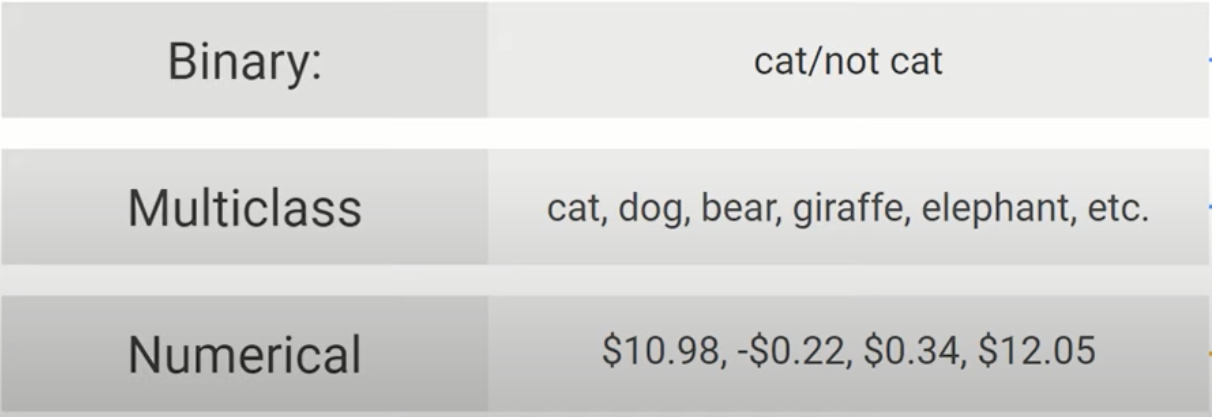 Binary:
cat/not cat
Multiclass
cat, dog, bear, giraffe, elephant, etc.
Numerical
$10.98, -$0.22, $0.34, $12.05